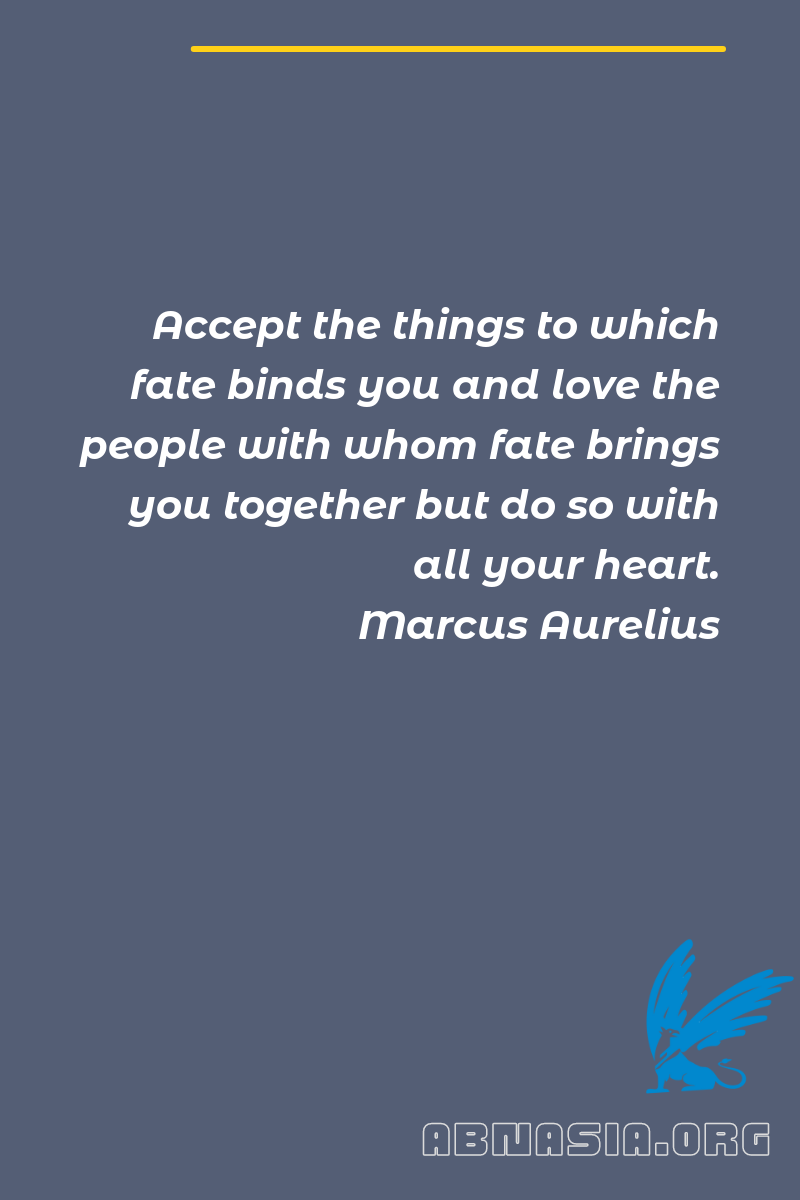 Accept the things to which
fate binds you and love the
people with whom fate brings
you together but do so with
all your heart.
Marcus Aurelius
ABNASIA.ORG